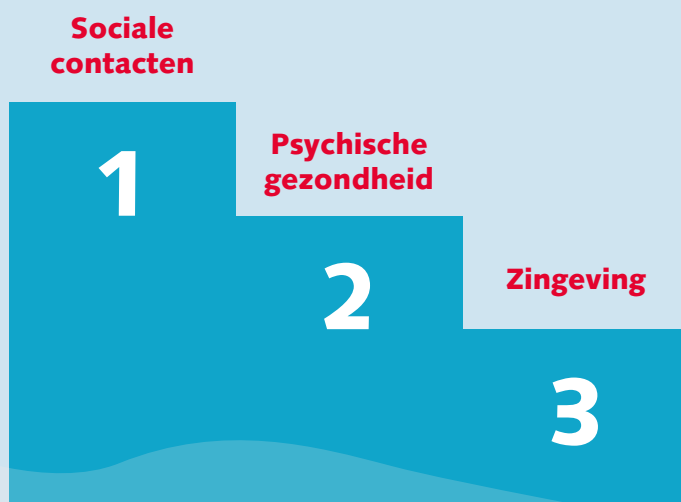 Sociale
contacten
1
Psychische
gezondheid
2
Zingeving
3